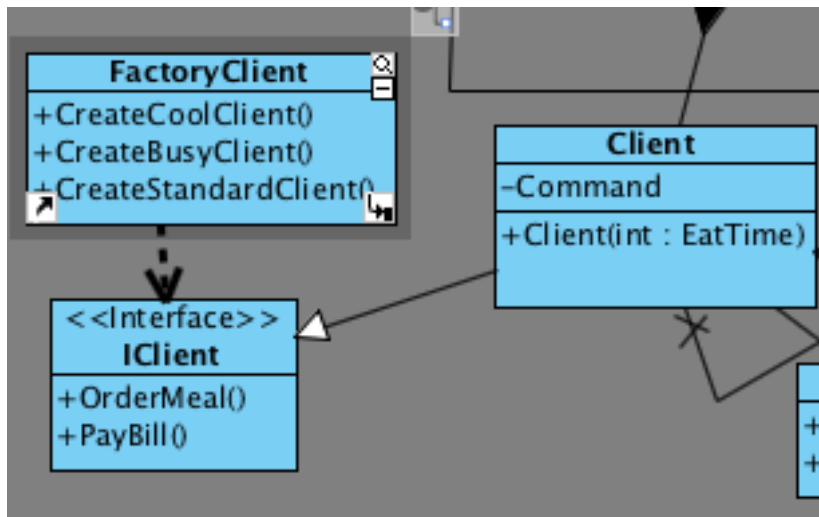 FactoryClient
+CreateCoolClient()
+CreateBusyClient()
+CreateStandardClient()
Client
-Command
+Client(int : EatTime)
<<Interface>>
IClient
+OrderMeal()
+PayBill()
+
+